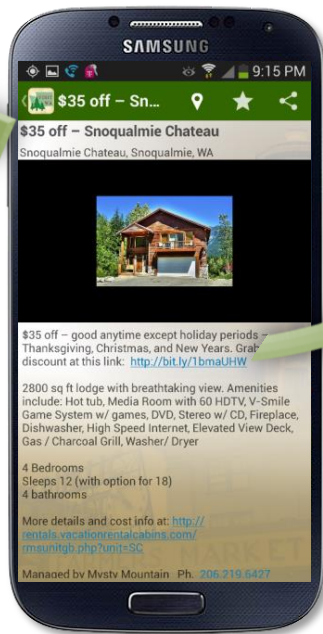 SAMSUNG
9:15 PM
$35 off – Sn...
$35 off – Snoqualmie Chateau
Snoqualmie Chateau, Snoqualmie, WA
$35 off – good anytime except holiday periods –
Thanksgiving, Christmas, and New Years. Grab
discount at this link: http://bit.ly/1bmaUHW
2800 sq ft lodge with breathtaking view. Amenities
include: Hot tub, Media Room with 60 HDTV, V-Smile
Game System w/ games, DVD, Stereo w/ CD, Fireplace,
Dishwasher, High Speed Internet, Elevated View Deck,
Gas / Charcoal Grill, Washer/ Dryer
4 Bedrooms
Sleeps 12 (with option for 18)
4 bathrooms
More details and cost info at: http://
rentals.vacationrentalcabins.com/
rmsunitgb.php?unit=SC
MARKET
Managed by Mysty Mountain Ph. 206.219.6427